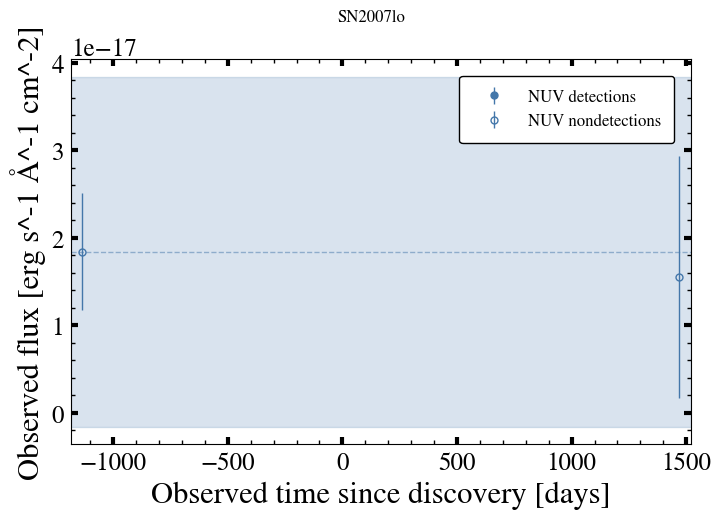 SN2007lo
1e−17
4
3
2
1
0
NUV detections
NUV nondetections
Observed flux [erg s^-1 Å^-1 cm^-2]
−1000 −500 0 500 1000 1500
Observed time since discovery [days]